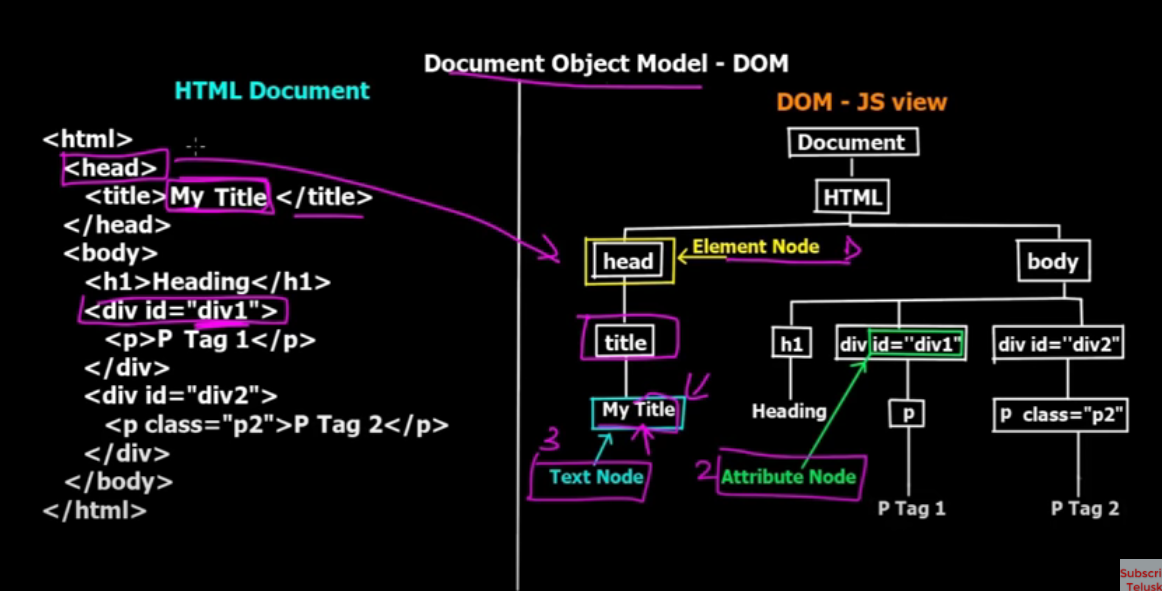 Document Object Model - DOM
HTML Document
<html>
<head>
<title>My Title </title>
</head>
<body>
<h1>Heading</h1>
<div id="div1">
<p>P Tag 1</p>
</div>
<div id="div2">
<p class="p2">P Tag 2</p>
</div>
</body>
</html>
DOM - JS view
Document
HTML
head
Element Node
body
title
h1
div id="div1"
div id="div2"
My Title
Heading
p
p class="p2"
3
Text Node
2
Attribute Node
P Tag 1
P Tag 2
Subscri
Telusk